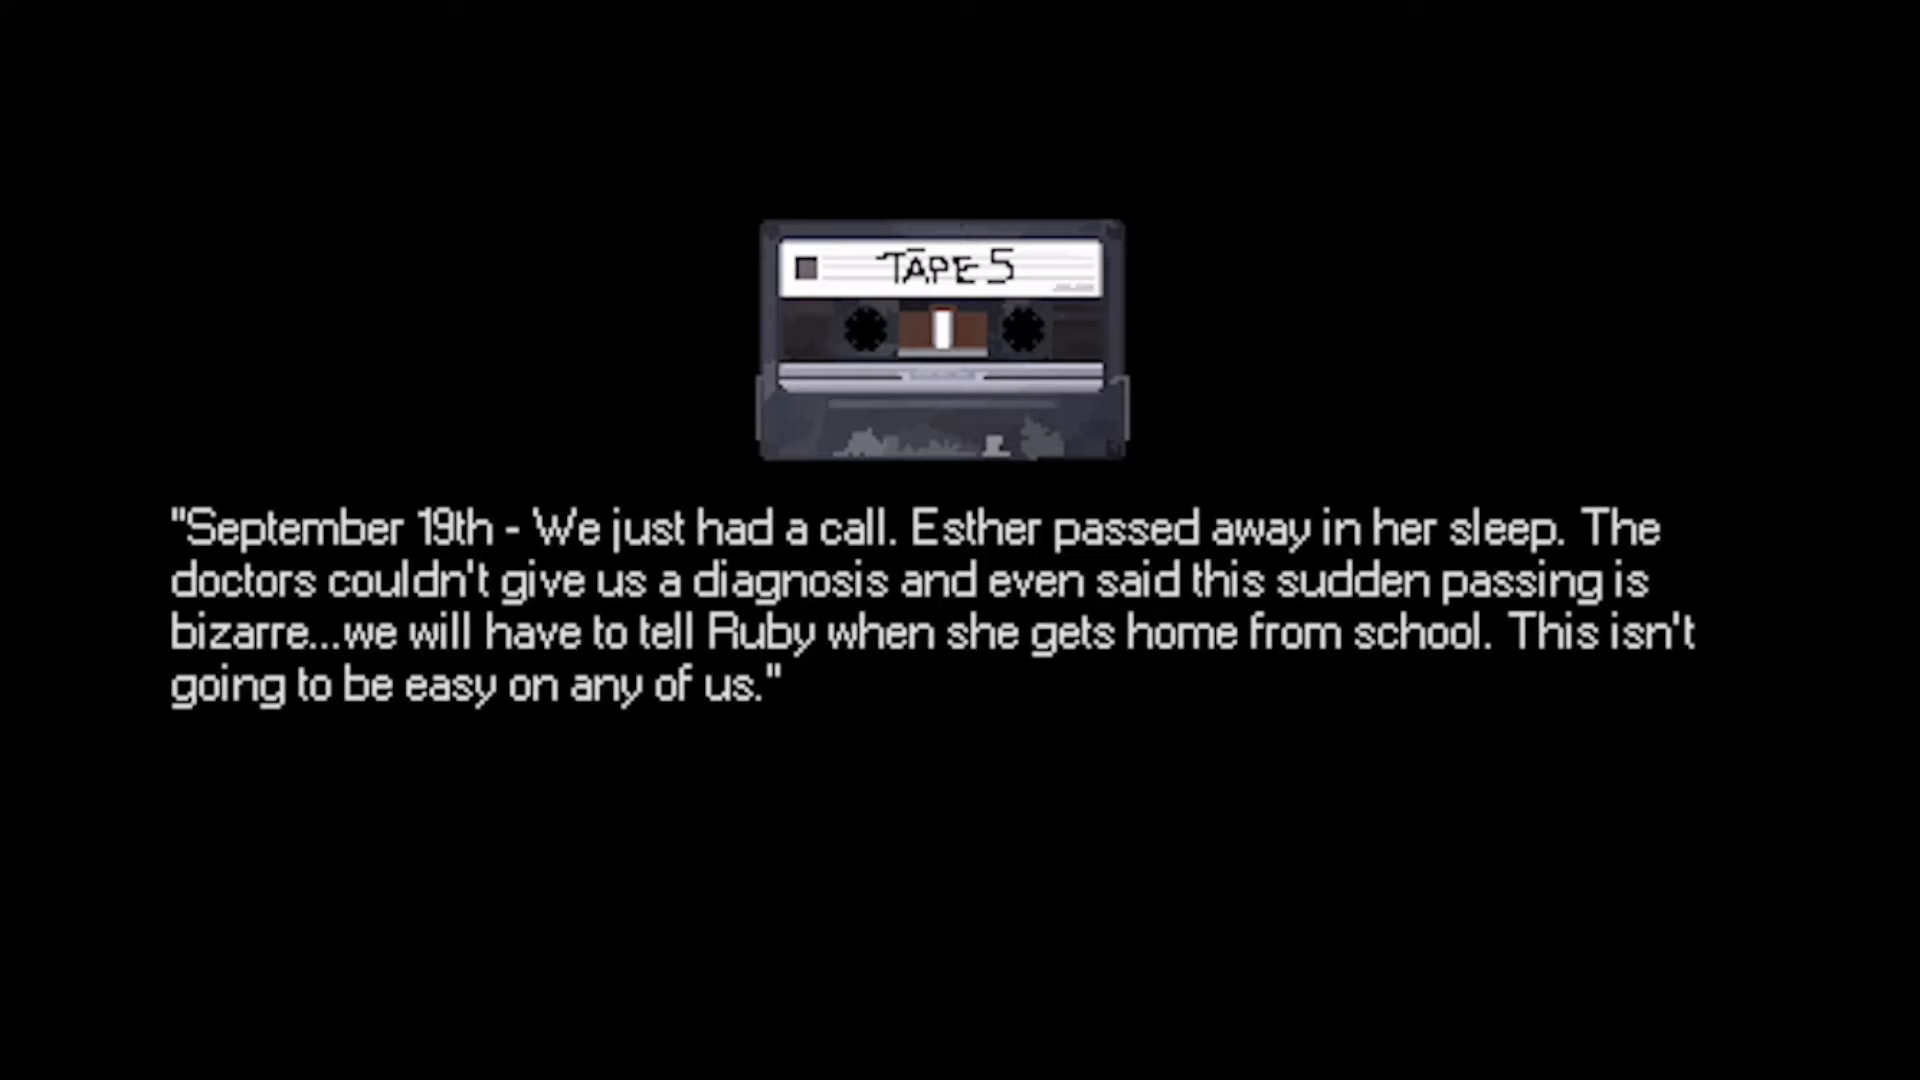 TAPE 5
"September 19th - We just had a call. Esther passed away in her sleep. The
doctors couldn't give us a diagnosis and even said this sudden passing is
bizarre...we will have to tell Ruby when she gets home from school. This isn't
going to be easy on any of us."